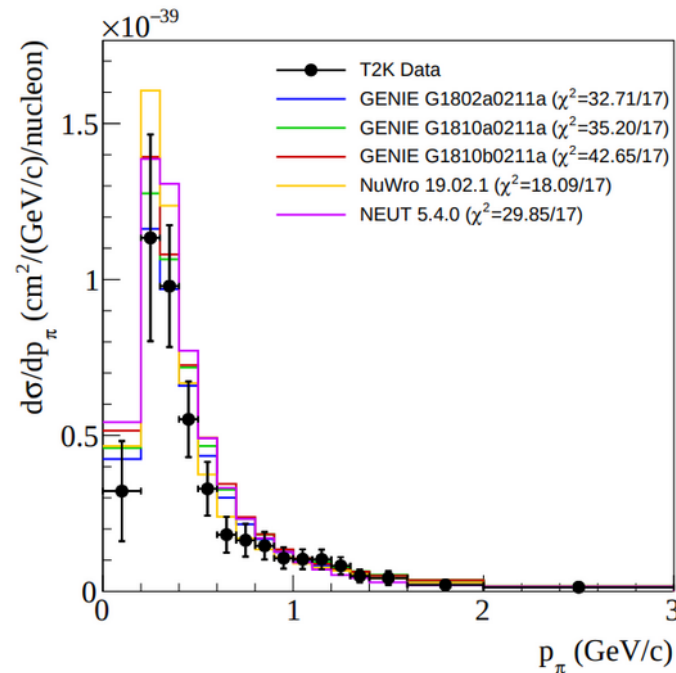 ×10⁻³⁹
dσ/dp_π (cm²/(GeV/c)/nucleon)
1.5
1
0.5
0
T2K Data
GENIE G1802a0211a (χ²=32.71/17)
GENIE G1810a0211a (χ²=35.20/17)
GENIE G1810b0211a (χ²=42.65/17)
NuWro 19.02.1 (χ²=18.09/17)
NEUT 5.4.0 (χ²=29.85/17)
0 1 2 3
p_π (GeV/c)